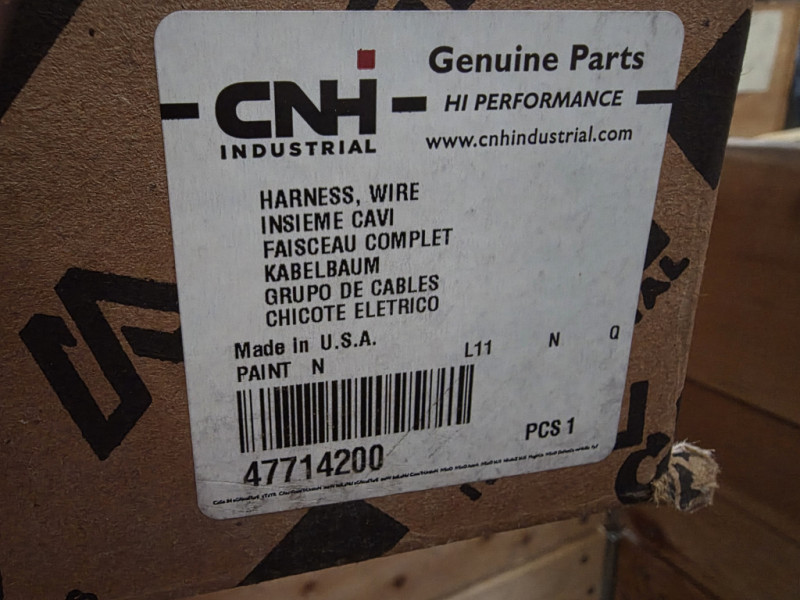 CNH
INDUSTRIAL
Genuine Parts
HI PERFORMANCE
www.cnhindustrial.com
HARNESS, WIRE
INSIEME CAVI
FAISCEAU COMPLET
KABELBAUM
GRUPO DE CABLES
CHICOTE ELETRICO
Made in U.S.A.
PAINT N L11 N Q
PCS 1
47714200